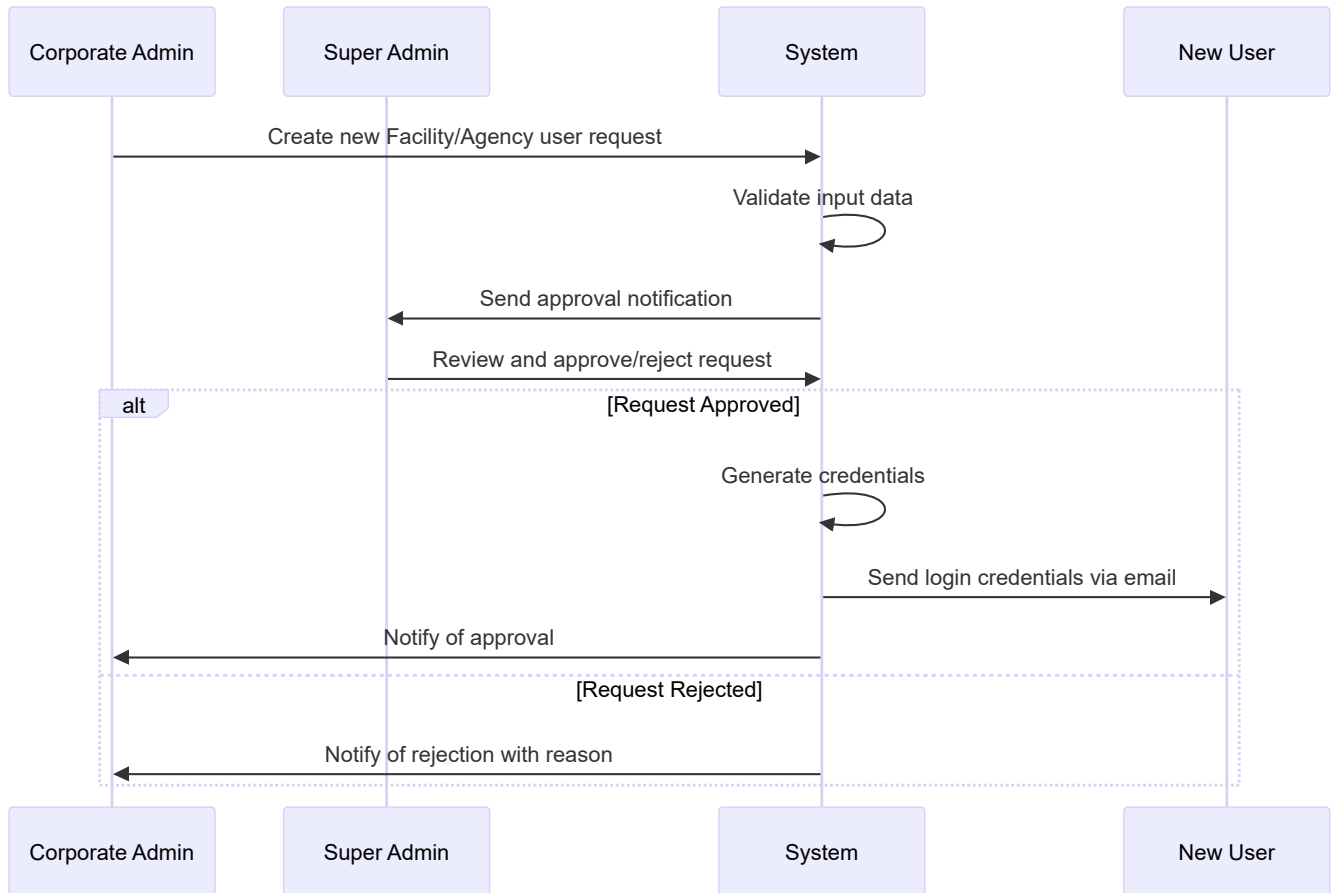 Corporate Admin
Super Admin
System
New User
Create new Facility/Agency user request
Validate input data
Send approval notification
Review and approve/reject request
alt
[Request Approved]
Generate credentials
Send login credentials via email
Notify of approval
[Request Rejected]
Notify of rejection with reason
Corporate Admin
Super Admin
System
New User